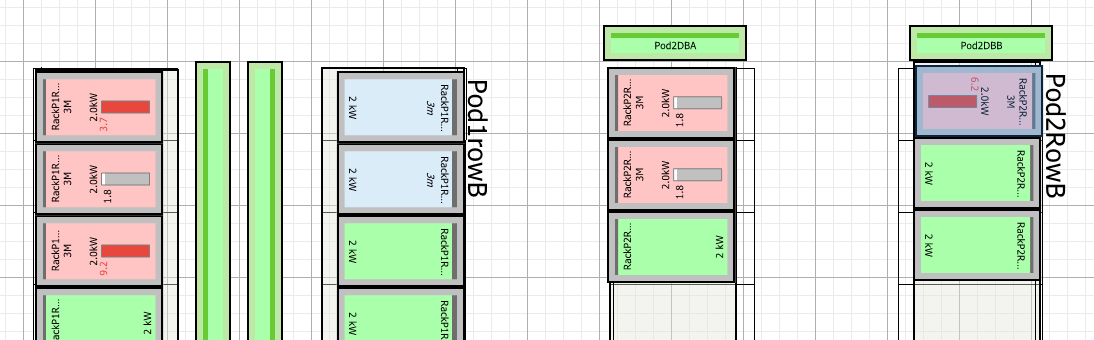 RackP1R...
3M
2.0kW
3.7
RackP1R...
3M
2.0kW
1.8
RackP1...
3M
2.0kW
9.2
RackP1R...
2 kW
2 kW
RackP1R...
3m
2 kW
RackP1R...
3m
2 kW
RackP1R...
2 kW
RackP1R...
Pod1rowB
Pod2DBA
RackP2R...
3M
2.0kW
1.8
RackP2R...
3M
2.0kW
1.8
RackP2R...
2 kW
Pod2DBB
6.2
2.0kW
3M
RackP2R...
2 kW
RackP2R...
2 kW
RackP2R...
Pod2RowB